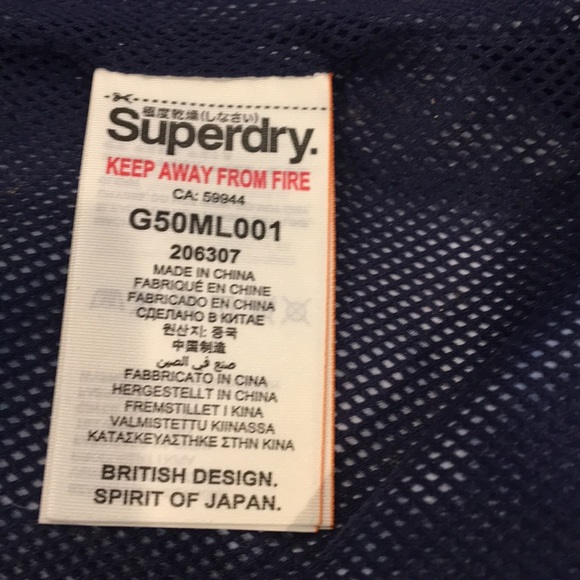 極度乾燥(しなさい)
Superdry.
KEEP AWAY FROM FIRE
CA: 59944
G50ML001
206307
MADE IN CHINA
FABRIQUÉ EN CHINE
FABRICADO EN CHINA
СДЕЛАНО В КИТАЕ
원산지: 중국
中国制造
صنع في الصين
FABBRICATO IN CINA
HERGESTELLT IN CHINA
FREMSTILLET I KINA
VALMISTETTU KIINASSA
ΚΑΤΑΣΚΕΥΑΣΤΗΚΕ ΣΤΗΝ ΚΙΝΑ
BRITISH DESIGN.
SPIRIT OF JAPAN.